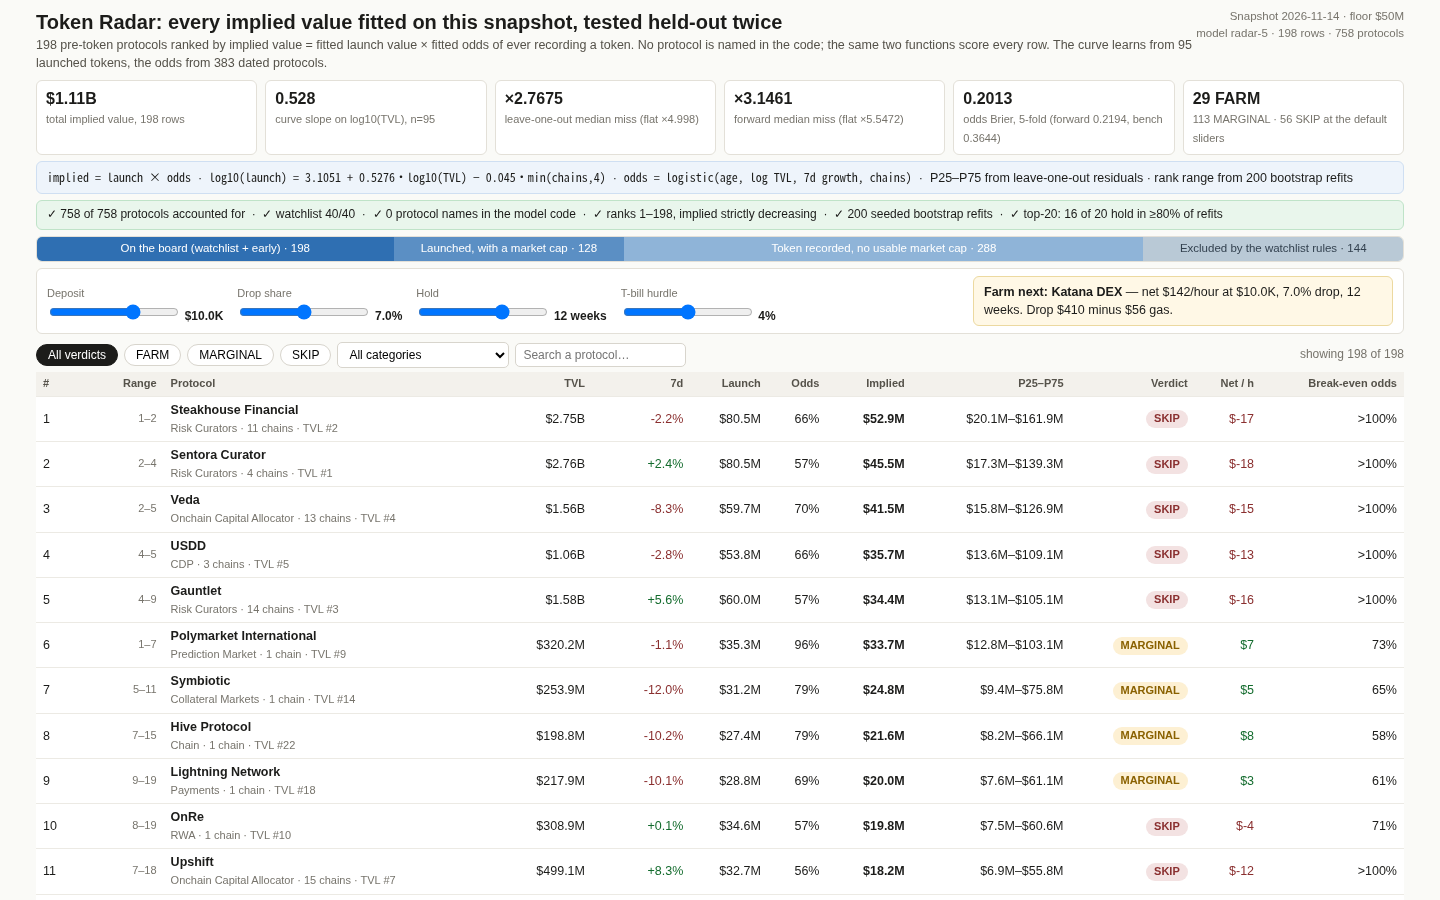 Token Radar: every implied value fitted on this snapshot, tested held-out twice
Snapshot 2026-11-14 · floor $50M
model radar-5 · 198 rows · 758 protocols
198 pre-token protocols ranked by implied value = fitted launch value × fitted odds of ever recording a token. No protocol is named in the code; the same two functions score every row. The curve learns from 95
launched tokens, the odds from 383 dated protocols.
$1.11B
total implied value, 198 rows
0.528
curve slope on log10(TVL), n=95
×2.7675
leave-one-out median miss (flat ×4.998)
×3.1461
forward median miss (flat ×5.5472)
0.2013
odds Brier, 5-fold (forward 0.2194, bench
0.3644)
29 FARM
113 MARGINAL · 56 SKIP at the default
sliders
implied = launch × odds · log10(launch) = 3.1051 + 0.5276·log10(TVL) − 0.045·min(chains,4) · odds = logistic(age, log TVL, 7d growth, chains) · P25–P75 from leave-one-out residuals · rank range from 200 bootstrap refits
✓ 758 of 758 protocols accounted for · ✓ watchlist 40/40 · ✓ 0 protocol names in the model code · ✓ ranks 1–198, implied strictly decreasing · ✓ 200 seeded bootstrap refits · ✓ top-20: 16 of 20 hold in ≥80% of refits
On the board (watchlist + early) · 198 Launched, with a market cap · 128 Token recorded, no usable market cap · 288 Excluded by the watchlist rules · 144
Deposit $10.0K
Drop share 7.0%
Hold 12 weeks
T-bill hurdle 4%
Farm next: Katana DEX — net $142/hour at $10.0K, 7.0% drop, 12
weeks. Drop $410 minus $56 gas.
All verdicts FARM MARGINAL SKIP All categories Search a protocol… showing 198 of 198
# Range Protocol TVL 7d Launch Odds Implied P25–P75 Verdict Net / h Break-even odds
1 1–2 Steakhouse Financial $2.75B -2.2% $80.5M 66% $52.9M $20.1M–$161.9M SKIP $-17 >100%
Risk Curators · 11 chains · TVL #2
2 2–4 Sentora Curator $2.76B +2.4% $80.5M 57% $45.5M $17.3M–$139.3M SKIP $-18 >100%
Risk Curators · 4 chains · TVL #1
3 2–5 Veda $1.56B -8.3% $59.7M 70% $41.5M $15.8M–$126.9M SKIP $-15 >100%
Onchain Capital Allocator · 13 chains · TVL #4
4 4–5 USDD $1.06B -2.8% $53.8M 66% $35.7M $13.6M–$109.1M SKIP $-13 >100%
CDP · 3 chains · TVL #5
5 4–9 Gauntlet $1.58B +5.6% $60.0M 57% $34.4M $13.1M–$105.1M SKIP $-16 >100%
Risk Curators · 14 chains · TVL #3
6 1–7 Polymarket International $320.2M -1.1% $35.3M 96% $33.7M $12.8M–$103.1M MARGINAL $7 73%
Prediction Market · 1 chain · TVL #9
7 5–11 Symbiotic $253.9M -12.0% $31.2M 79% $24.8M $9.4M–$75.8M MARGINAL $5 65%
Collateral Markets · 1 chain · TVL #14
8 7–15 Hive Protocol $198.8M -10.2% $27.4M 79% $21.6M $8.2M–$66.1M MARGINAL $8 58%
Chain · 1 chain · TVL #22
9 9–19 Lightning Network $217.9M -10.1% $28.8M 69% $20.0M $7.6M–$61.1M MARGINAL $3 61%
Payments · 1 chain · TVL #18
10 8–19 OnRe $308.9M +0.1% $34.6M 57% $19.8M $7.5M–$60.6M SKIP $-4 71%
RWA · 1 chain · TVL #10
11 7–18 Upshift $499.1M +8.3% $32.7M 56% $18.2M $6.9M–$55.8M SKIP $-12 >100%
Onchain Capital Allocator · 15 chains · TVL #7